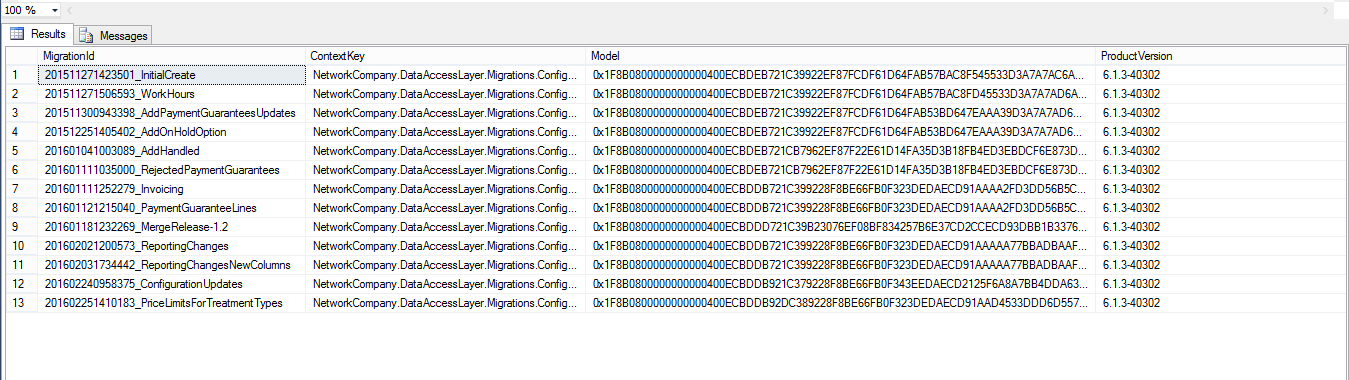 100 %
Results Messages
MigrationId ContextKey Model ProductVersion
1 201511271423501_InitialCreate NetworkCompany.DataAccessLayer.Migrations.Config... 0x1F8B0800000000000400ECBDEB721C39922EF87FCDF61D64FAB57BAC8F545533D3A7A7AC6A... 6.1.3-40302
2 201511271506593_WorkHours NetworkCompany.DataAccessLayer.Migrations.Config... 0x1F8B0800000000000400ECBDEB721C39922EF87FCDF61D64FAB57BAC8FD45533D3A7A7AD6A... 6.1.3-40302
3 201511300943398_AddPaymentGuaranteesUpdates NetworkCompany.DataAccessLayer.Migrations.Config... 0x1F8B0800000000000400ECBDEB721C39922EF87FCDF61D64FAB53BD647EAAA39D3A7A7AD6... 6.1.3-40302
4 201512251405402_AddOnHoldOption NetworkCompany.DataAccessLayer.Migrations.Config... 0x1F8B0800000000000400ECBDEB721C39922EF87FCDF61D64FAB53BD647EAAA39D3A7A7AD6... 6.1.3-40302
5 201601041003089_AddHandled NetworkCompany.DataAccessLayer.Migrations.Config... 0x1F8B0800000000000400ECBDEB721CB7962EF87F22E61D14FA35D3B18FB4ED3EBDCF6E873D... 6.1.3-40302
6 201601111035000_RejectedPaymentGuarantees NetworkCompany.DataAccessLayer.Migrations.Config... 0x1F8B0800000000000400ECBDEB721CB7962EF87F22E61D14FA35D3B18FB4ED3EBDCF6E873D... 6.1.3-40302
7 201601111252279_Invoicing NetworkCompany.DataAccessLayer.Migrations.Config... 0x1F8B0800000000000400ECBDDB721C399228F8BE66FB0F323DEDAECD91AAAA2FD3DD56B5C... 6.1.3-40302
8 201601121215040_PaymentGuaranteeLines NetworkCompany.DataAccessLayer.Migrations.Config... 0x1F8B0800000000000400ECBDDB721C399228F8BE66FB0F323DEDAECD91AAAA2FD3DD56B5C... 6.1.3-40302
9 201601181232269_MergeRelease-1.2 NetworkCompany.DataAccessLayer.Migrations.Config... 0x1F8B0800000000000400ECBDDD721C39B23076EF08BF834257B6E37CD2CCECD93DBB1B3376... 6.1.3-40302
10 201602021200573_ReportingChanges NetworkCompany.DataAccessLayer.Migrations.Config... 0x1F8B0800000000000400ECBDDB721C399228F8BE66FB0F323DEDAECD91AAAAA77BBADBAAF... 6.1.3-40302
11 201602031734442_ReportingChangesNewColumns NetworkCompany.DataAccessLayer.Migrations.Config... 0x1F8B0800000000000400ECBDDB721C399228F8BE66FB0F323DEDAECD91AAAAA77BBADBAAF... 6.1.3-40302
12 201602240958375_ConfigurationUpdates NetworkCompany.DataAccessLayer.Migrations.Config... 0x1F8B0800000000000400ECBDDB921C379228F8BE66FB0F343EEDAECD2125F6A8A7BB4DDA63... 6.1.3-40302
13 201602251410183_PriceLimitsForTreatmentTypes NetworkCompany.DataAccessLayer.Migrations.Config... 0x1F8B0800000000000400ECBDDB92DC389228F8BE66FB0F323DEDAECD91AAD4533DDD6D557... 6.1.3-40302